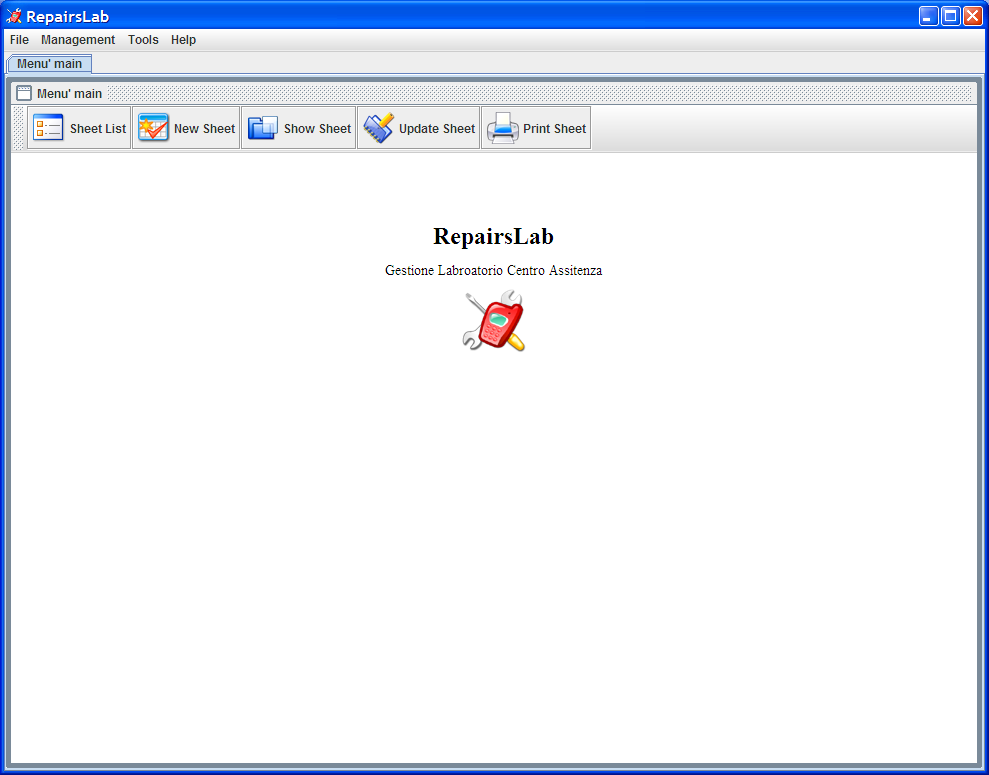 RepairsLab
File Management Tools Help
Menu' main
Menu' main
Sheet List New Sheet Show Sheet Update Sheet Print Sheet
RepairsLab
Gestione Labroatorio Centro Assitenza